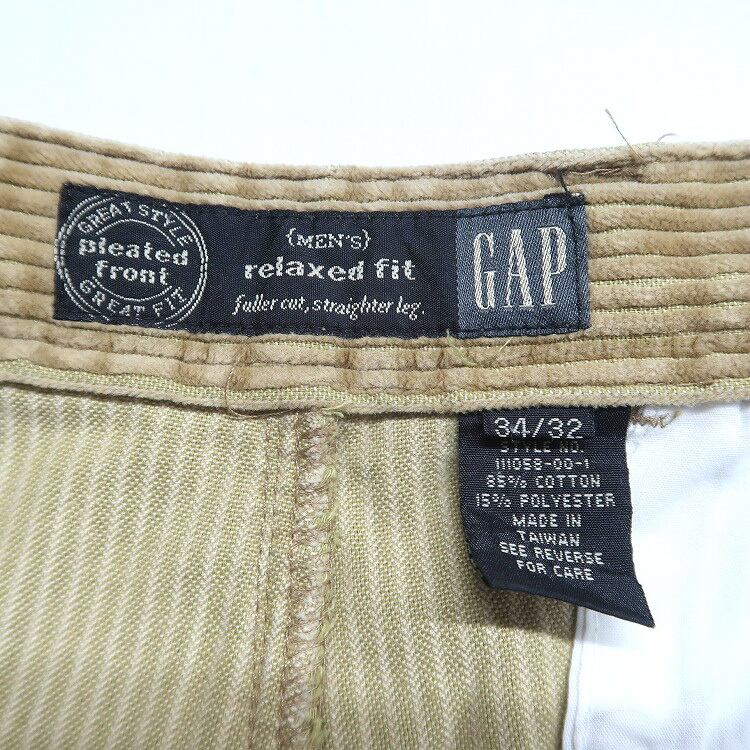 GREAT STYLE
pleated
front
GREAT FIT
{MEN'S}
relaxed fit
fuller cut, straighter leg.
GAP
34/32
STYLE NO.
111058-00-1
85% COTTON
15% POLYESTER
MADE IN
TAIWAN
SEE REVERSE
FOR CARE